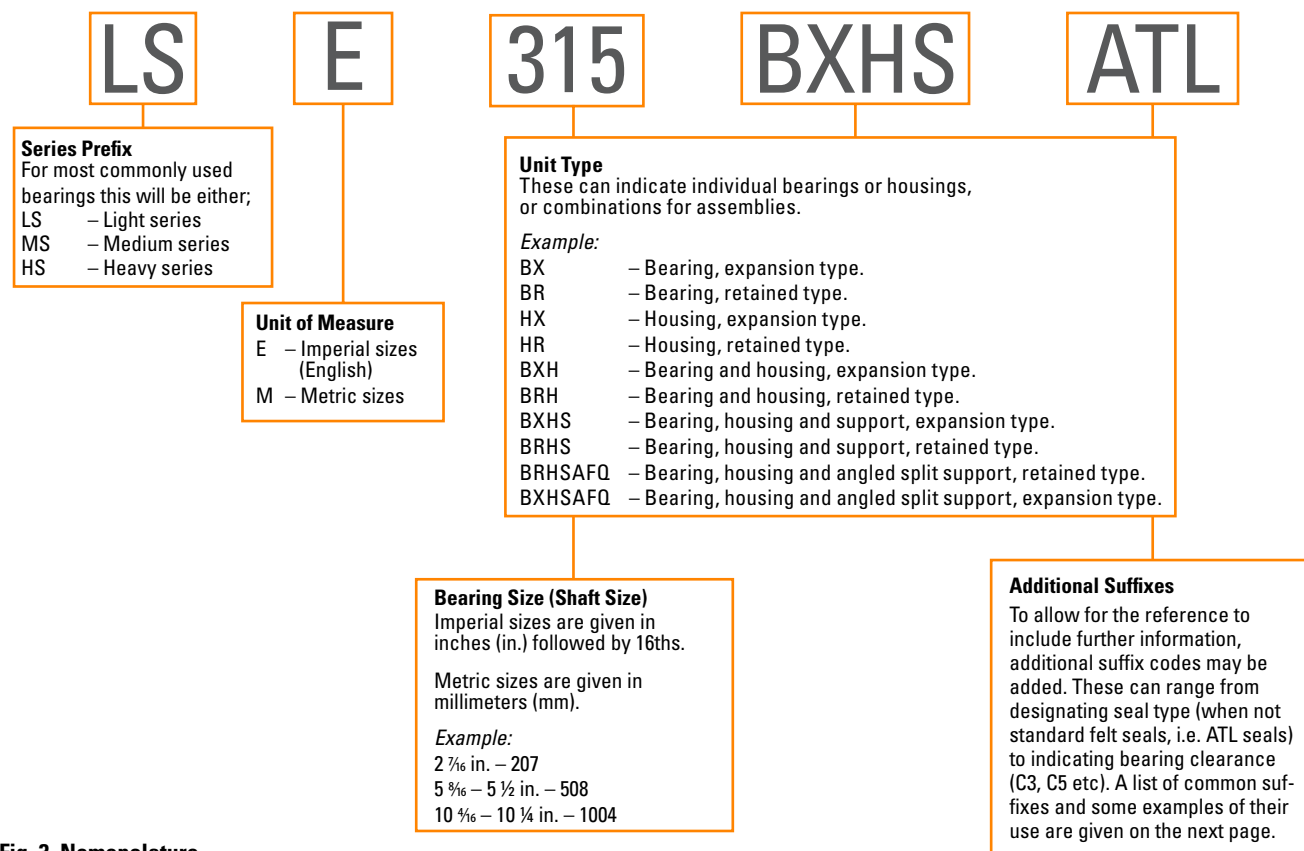 LS E 315 BXHS ATL
Series Prefix
For most commonly used
bearings this will be either;
LS – Light series
MS – Medium series
HS – Heavy series
Unit of Measure
E – Imperial sizes
(English)
M – Metric sizes
Unit Type
These can indicate individual bearings or housings,
or combinations for assemblies.
Example:
BX – Bearing, expansion type.
BR – Bearing, retained type.
HX – Housing, expansion type.
HR – Housing, retained type.
BXH – Bearing and housing, expansion type.
BRH – Bearing and housing, retained type.
BXHS – Bearing, housing and support, expansion type.
BRHS – Bearing, housing and support, retained type.
BRHSAFQ – Bearing, housing and angled split support, retained type.
BXHSAFQ – Bearing, housing and angled split support, expansion type.
Bearing Size (Shaft Size)
Imperial sizes are given in
inches (in.) followed by 16ths.
Metric sizes are given in
millimeters (mm).
Example:
2 7⁄16 in. – 207
5 8⁄16 – 5 ½ in. – 508
10 4⁄16 – 10 ¼ in. – 1004
Additional Suffixes
To allow for the reference to
include further information,
additional suffix codes may be
added. These can range from
designating seal type (when not
standard felt seals, i.e. ATL seals)
to indicating bearing clearance
(C3, C5 etc). A list of common suf-
fixes and some examples of their
use are given on the next page.
Fig. 2. Nomenclature